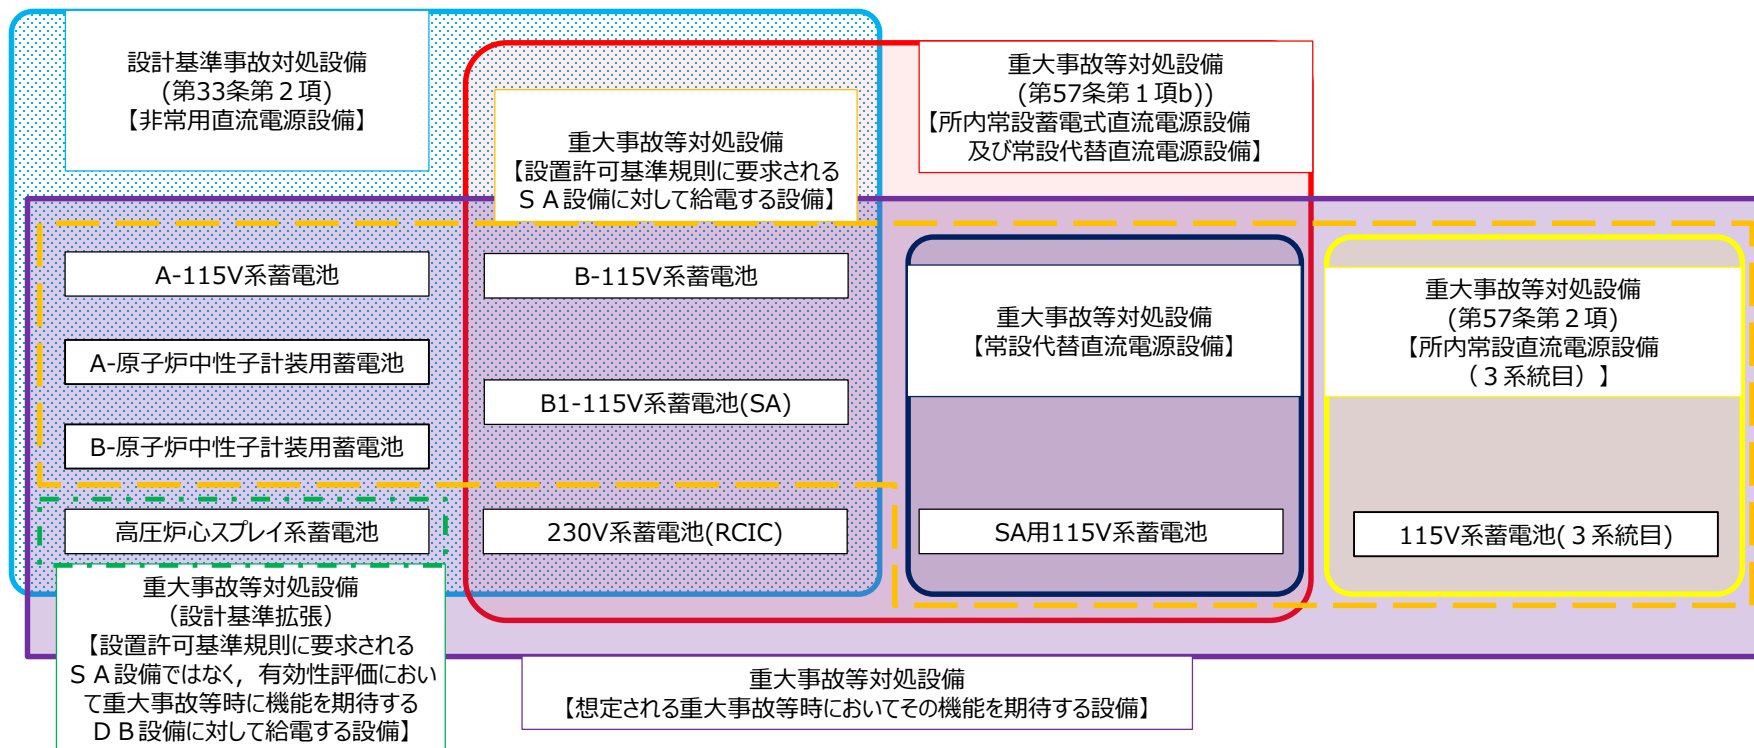 設計基準事故対処設備
(第33条第２項)
【非常用直流電源設備】
重大事故等対処設備
【設置許可基準規則に要求される
ＳＡ設備に対して給電する設備】
重大事故等対処設備
(第57条第１項b))
【所内常設蓄電式直流電源設備
及び常設代替直流電源設備】
A-115V系蓄電池
B-115V系蓄電池
A-原子炉中性子計装用蓄電池
B1-115V系蓄電池(SA)
B-原子炉中性子計装用蓄電池
高圧炉心スプレイ系蓄電池
230V系蓄電池(RCIC)
重大事故等対処設備
【常設代替直流電源設備】
SA用115V系蓄電池
重大事故等対処設備
(第57条第２項)
【所内常設直流電源設備
（３系統目）】
115V系蓄電池(３系統目)
重大事故等対処設備
（設計基準拡張）
【設置許可基準規則に要求される
ＳＡ設備ではなく，有効性評価におい
て重大事故等時に機能を期待する
ＤＢ設備に対して給電する設備】
重大事故等対処設備
【想定される重大事故等時においてその機能を期待する設備】